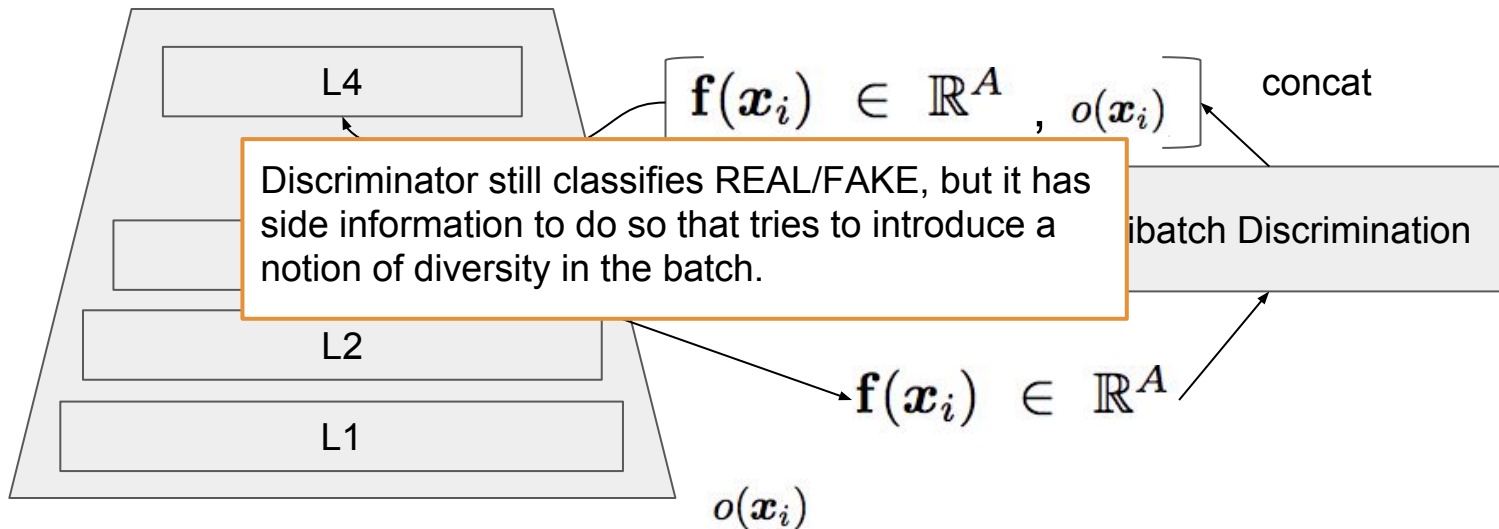 L4
f(x_i) ∈ ℝ^A , o(x_i)
concat
Discriminator still classifies REAL/FAKE, but it has
side information to do so that tries to introduce a
notion of diversity in the batch.
ibatch Discrimination
L2
f(x_i) ∈ ℝ^A
L1
o(x_i)